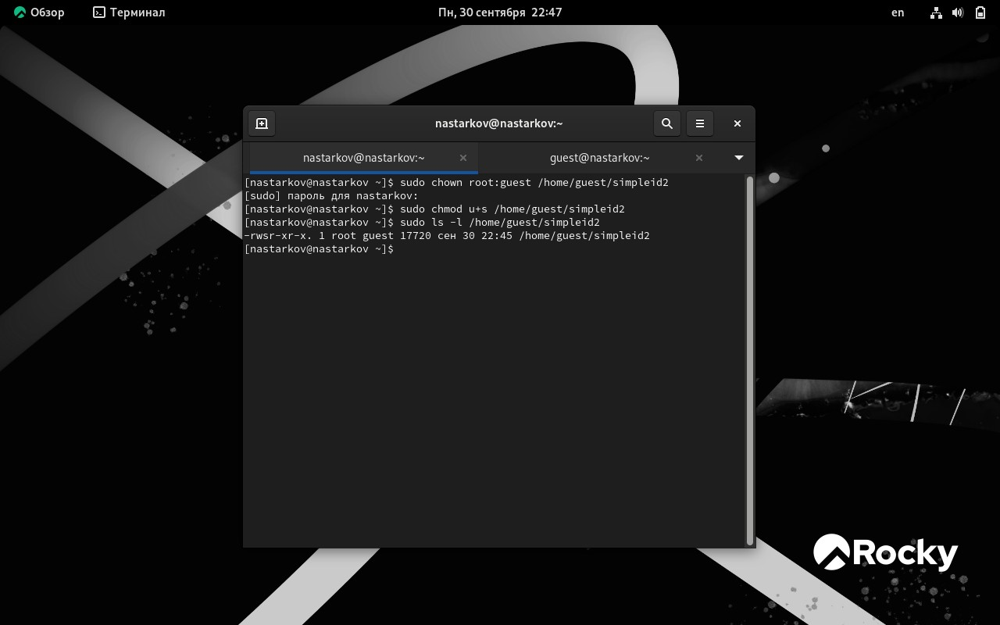 Обзор
Терминал
Пн, 30 сентября 22:47
en
nastarkov@nastarkov:~
nastarkov@nastarkov:~
guest@nastarkov:~
[nastarkov@nastarkov ~]$ sudo chown root:guest /home/guest/simpleid2
[sudo] пароль для nastarkov:
[nastarkov@nastarkov ~]$ sudo chmod u+s /home/guest/simpleid2
[nastarkov@nastarkov ~]$ sudo ls -l /home/guest/simpleid2
-rwsr-xr-x. 1 root guest 17720 сен 30 22:45 /home/guest/simpleid2
[nastarkov@nastarkov ~]$
Rocky